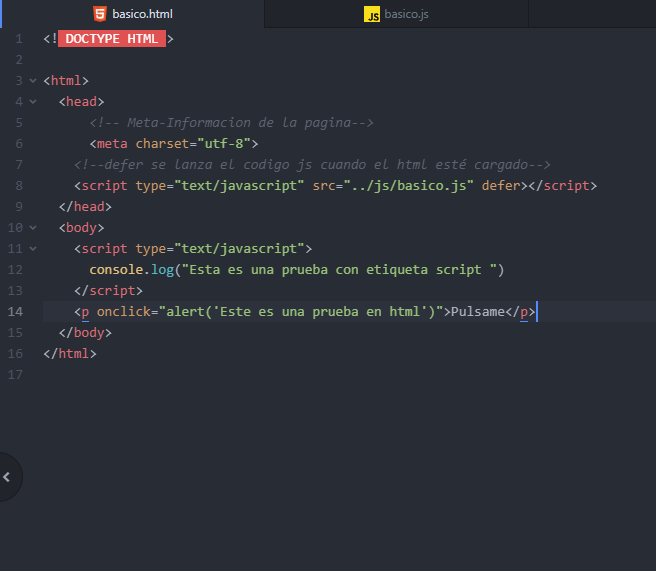 basico.html
JS basico.js
1 <! DOCTYPE HTML >
2
3 <html>
4 <head>
5 <!-- Meta-Informacion de la pagina-->
6 <meta charset="utf-8">
7 <!--defer se lanza el codigo js cuando el html esté cargado-->
8 <script type="text/javascript" src="../js/basico.js" defer></script>
9 </head>
10 <body>
11 <script type="text/javascript">
12 console.log("Esta es una prueba con etiqueta script ")
13 </script>
14 <p onclick="alert('Este es una prueba en html')">Pulsame</p>
15 </body>
16 </html>
17